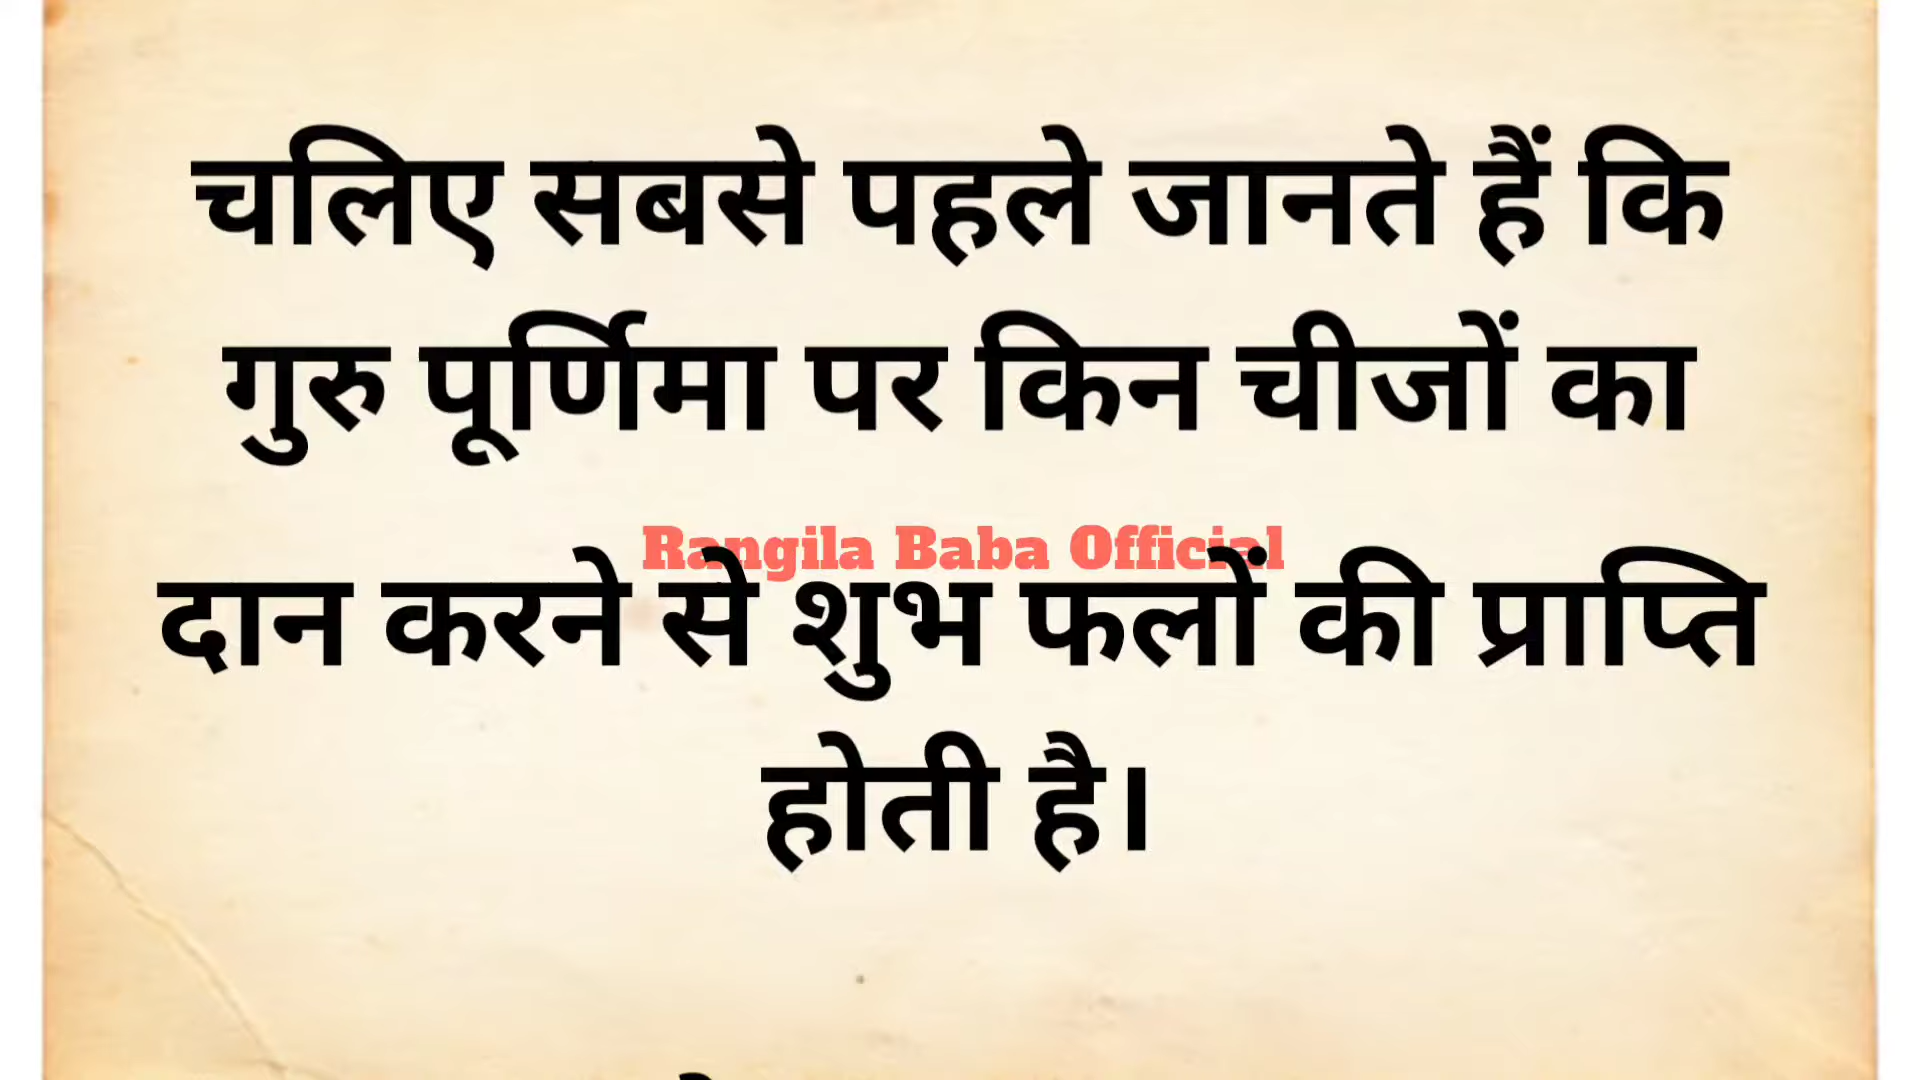 चलिए सबसे पहले जानते हैं कि
गुरु पूर्णिमा पर किन चीजों का
Rangila Baba Official
दान करने से शुभ फलों की प्राप्ति
होती है।